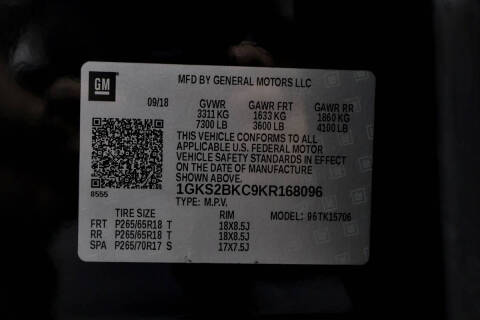 GM
MFD BY GENERAL MOTORS LLC
09/18 GVWR GAWR FRT GAWR RR
3311 KG 1633 KG 1860 KG
7300 LB 3600 LB 4100 LB
THIS VEHICLE CONFORMS TO ALL
APPLICABLE U.S. FEDERAL MOTOR
VEHICLE SAFETY STANDARDS IN EFFECT
ON THE DATE OF MANUFACTURE
SHOWN ABOVE.
8555
1GKS2BKC9KR168096
TYPE: M.P.V.
TIRE SIZE RIM MODEL: 96TK15706
FRT P265/65R18 T 18X8.5J
RR P265/65R18 T 18X8.5J
SPA P265/70R17 S 17X7.5J